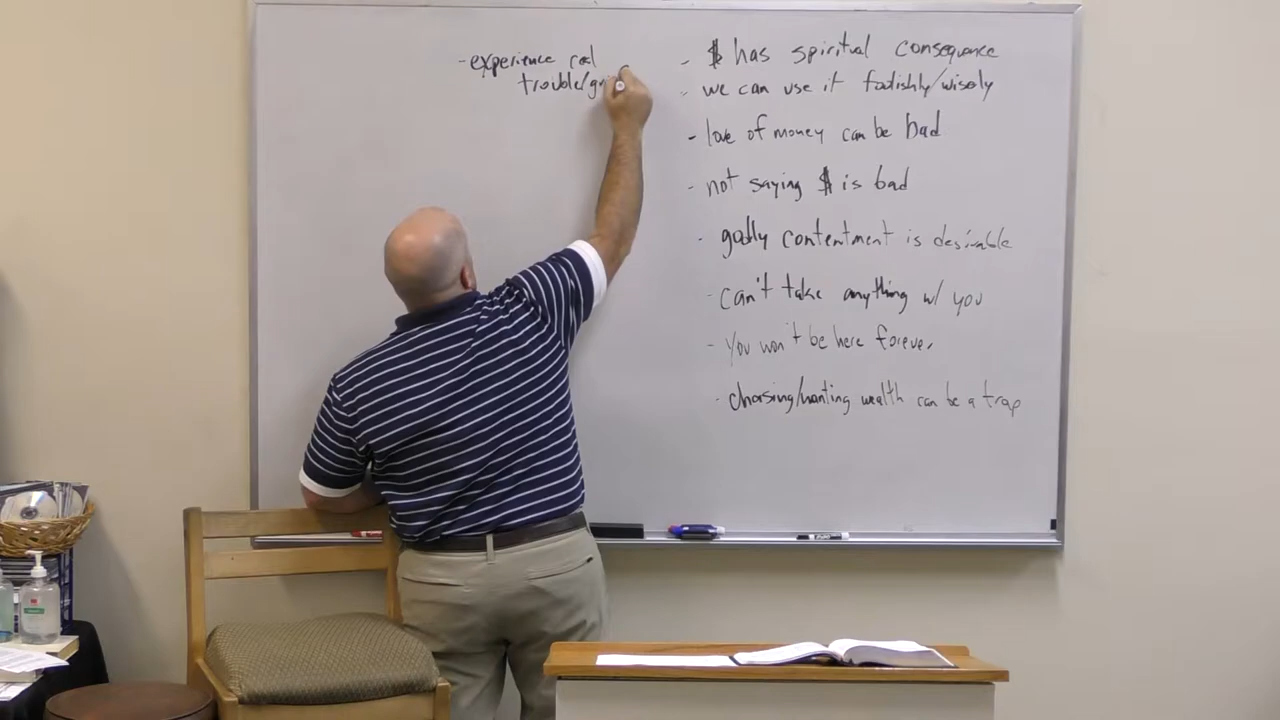 - experience real
trouble/
- $ has spiritual consequence
- we can use it foolishly/wisely
- love of money can be bad
- not saying $ is bad
- godly contentment is desirable
- can't take anything w/ you
- You won't be here forever
- chasing/wanting wealth can be a trap